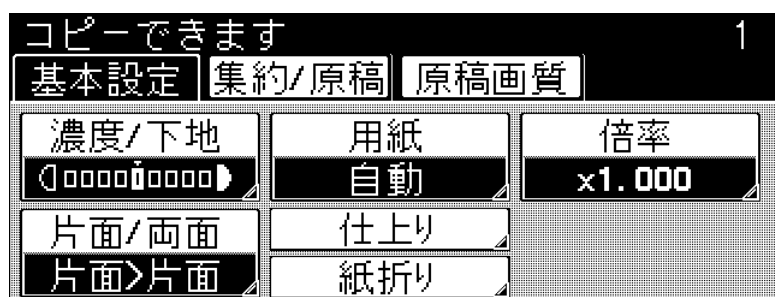 コピーできます 1
基本設定 集約/原稿 原稿画質
濃度/下地 用紙 倍率
自動 x1.000
片面/両面 仕上り
片面>片面 紙折り